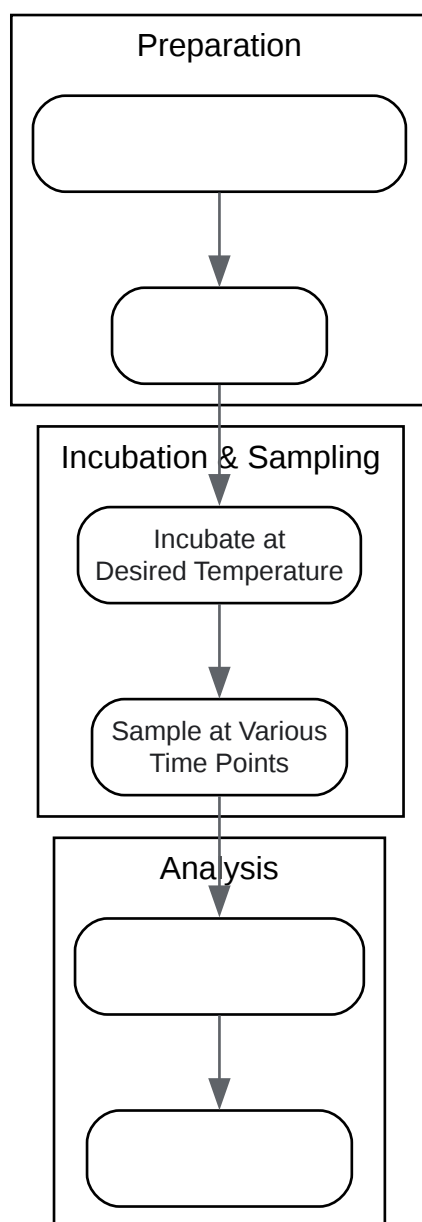 Preparation
Incubation & Sampling
Incubate at
Desired Temperature
Sample at Various
Time Points
Analysis